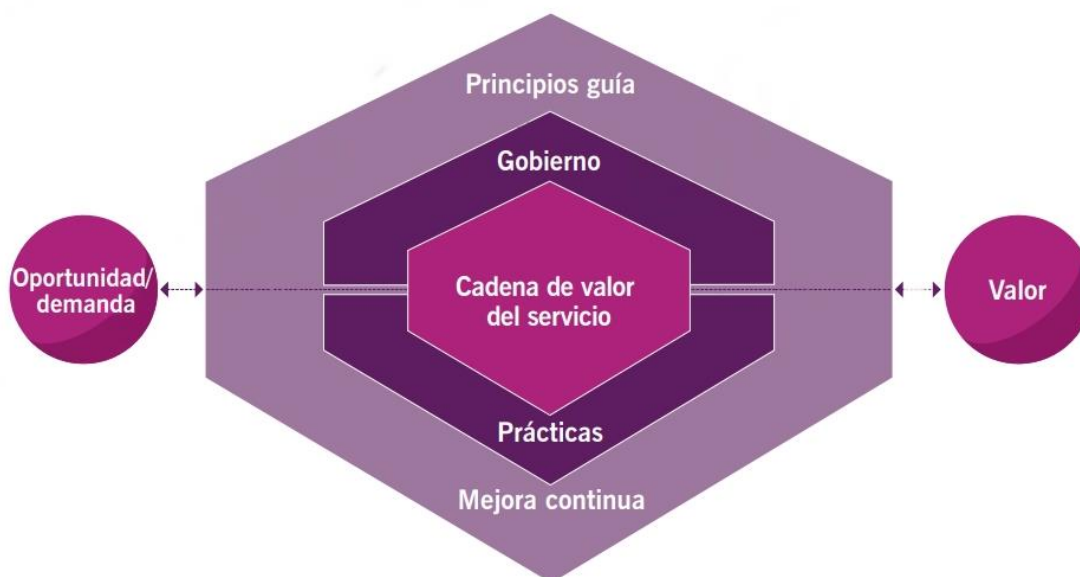 Principios guía
Gobierno
Oportunidad/
demanda
Cadena de valor
del servicio
Valor
Prácticas
Mejora continua